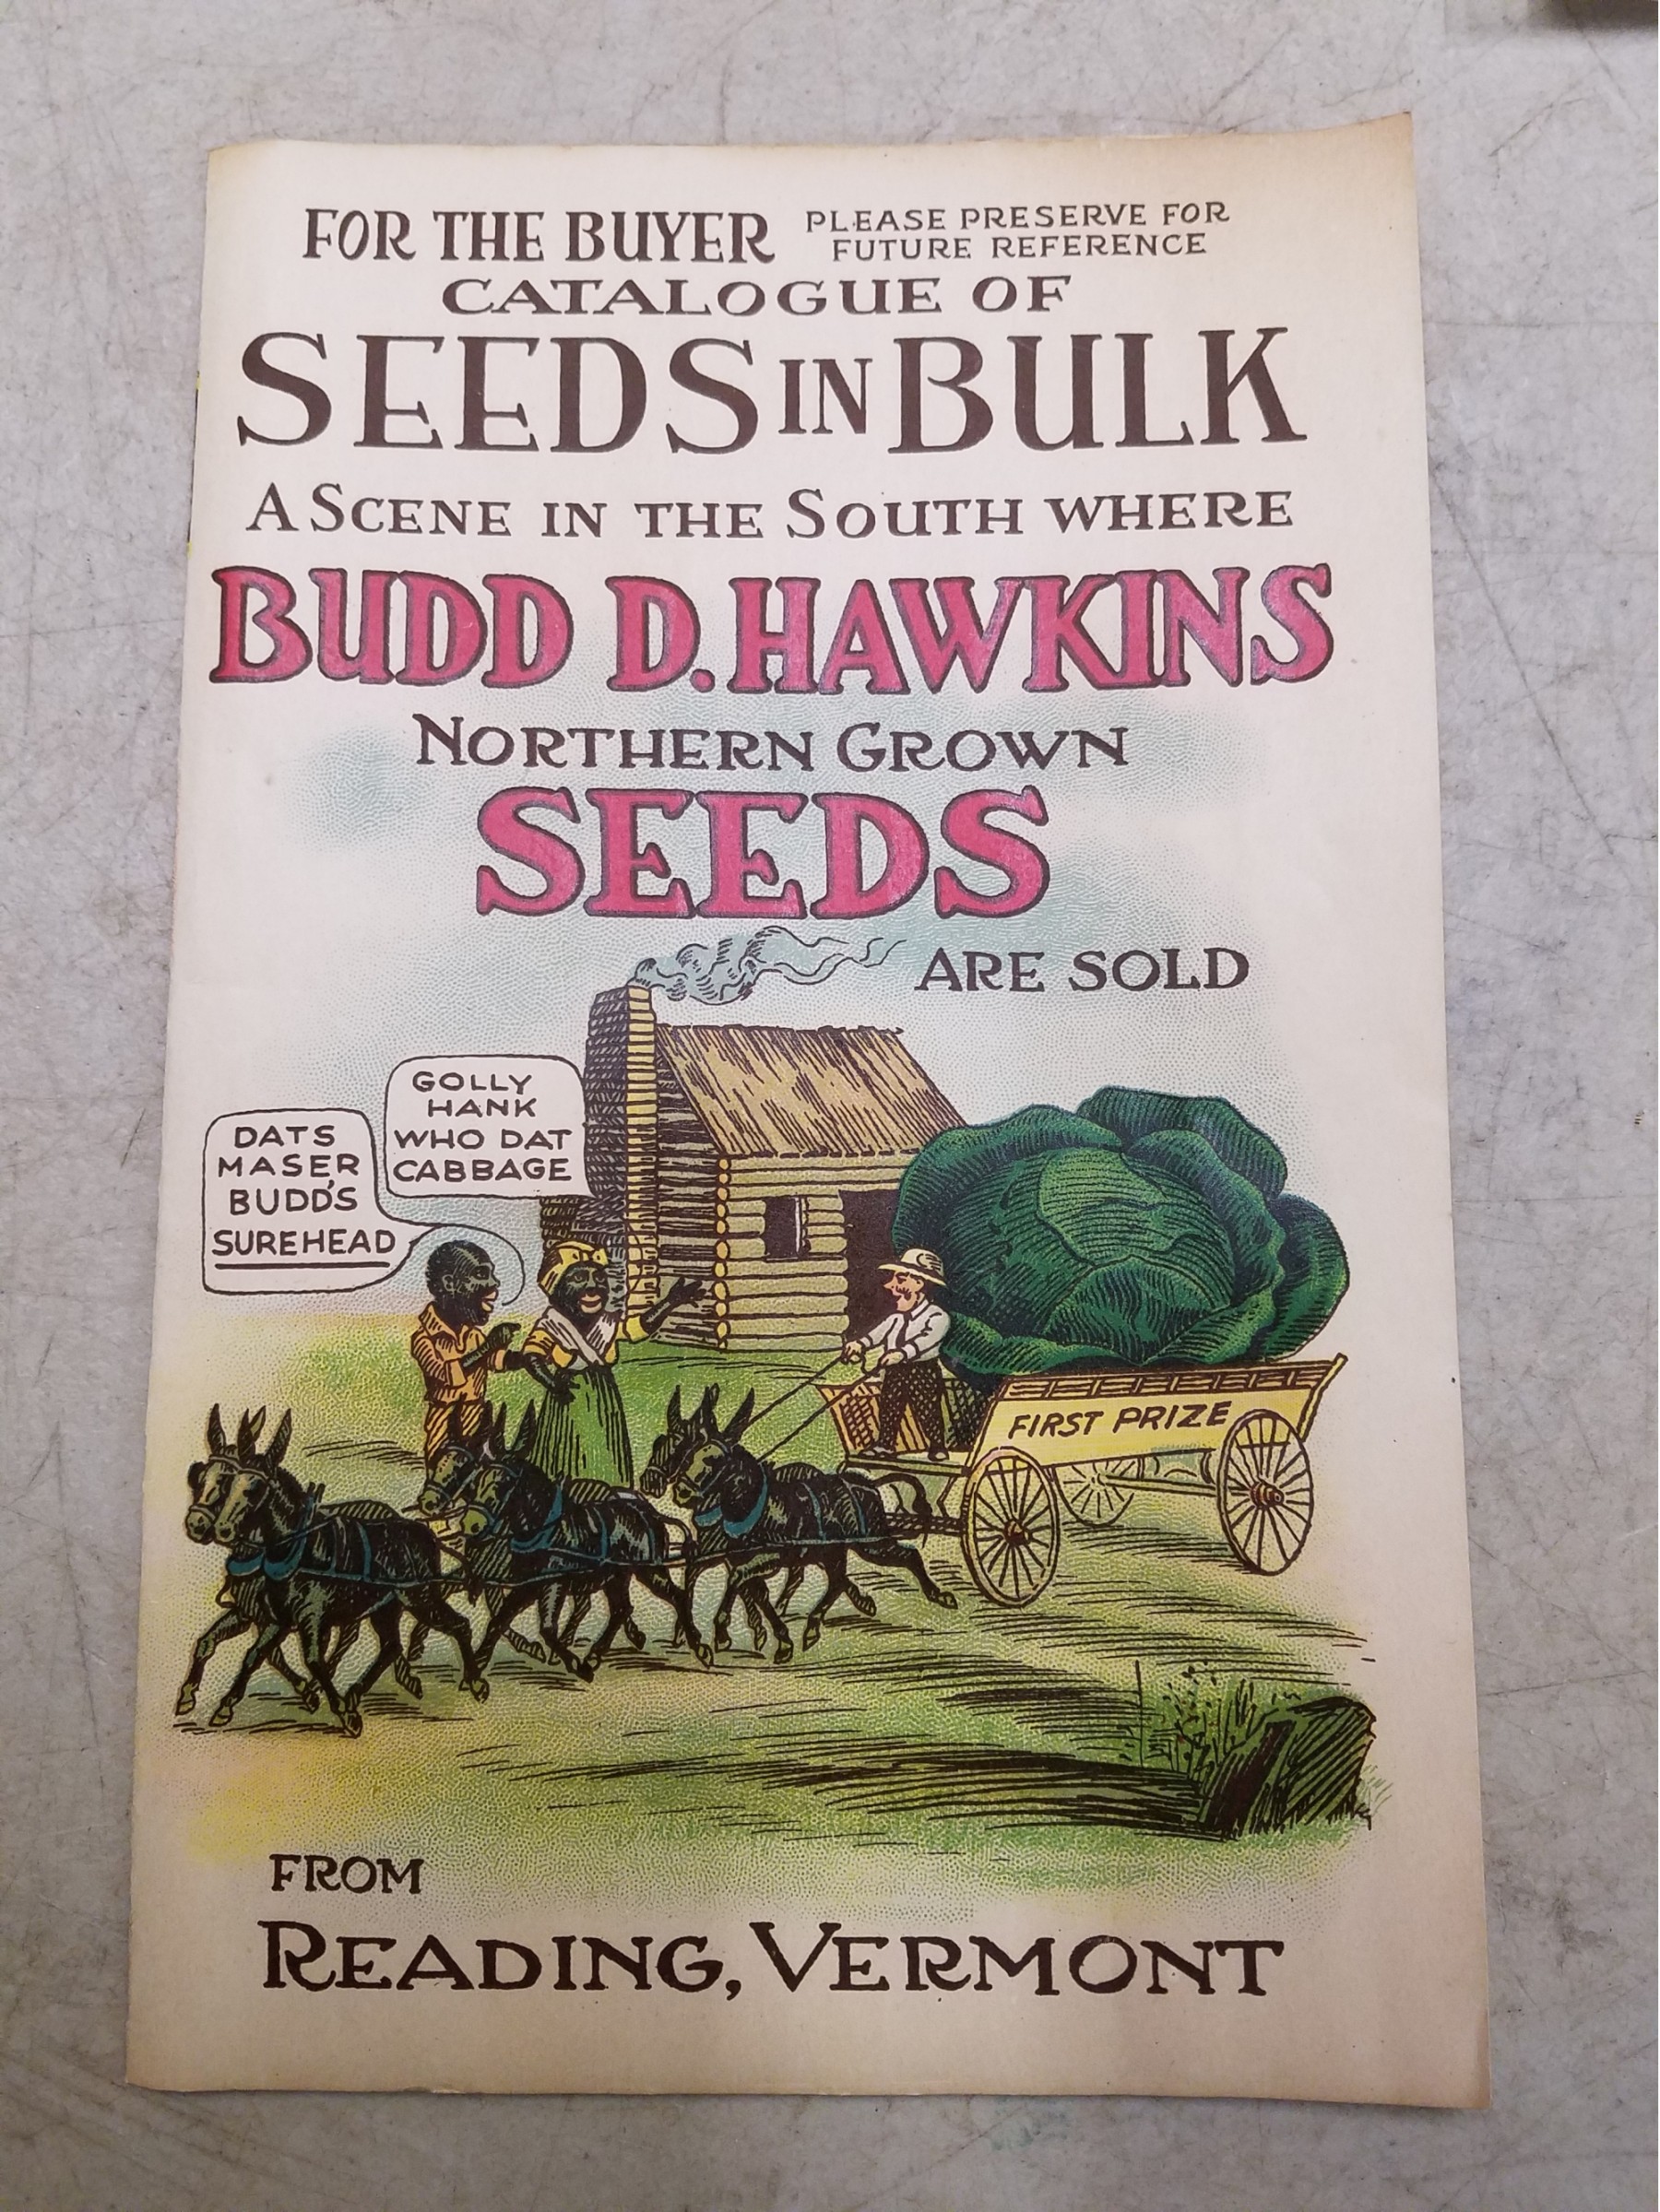 FOR THE BUYER
PLEASE PRESERVE FOR
FUTURE REFERENCE
CATALOGUE OF
SEEDS IN BULK
A SCENE IN THE SOUTH WHERE
BUDD D. HAWKINS
NORTHERN GROWN
SEEDS
ARE SOLD
GOLLY
HANK
WHO DAT
CABBAGE
DATS
MASER
BUDD'S
SUREHEAD
FIRST PRIZE
FROM
READING, VERMONT